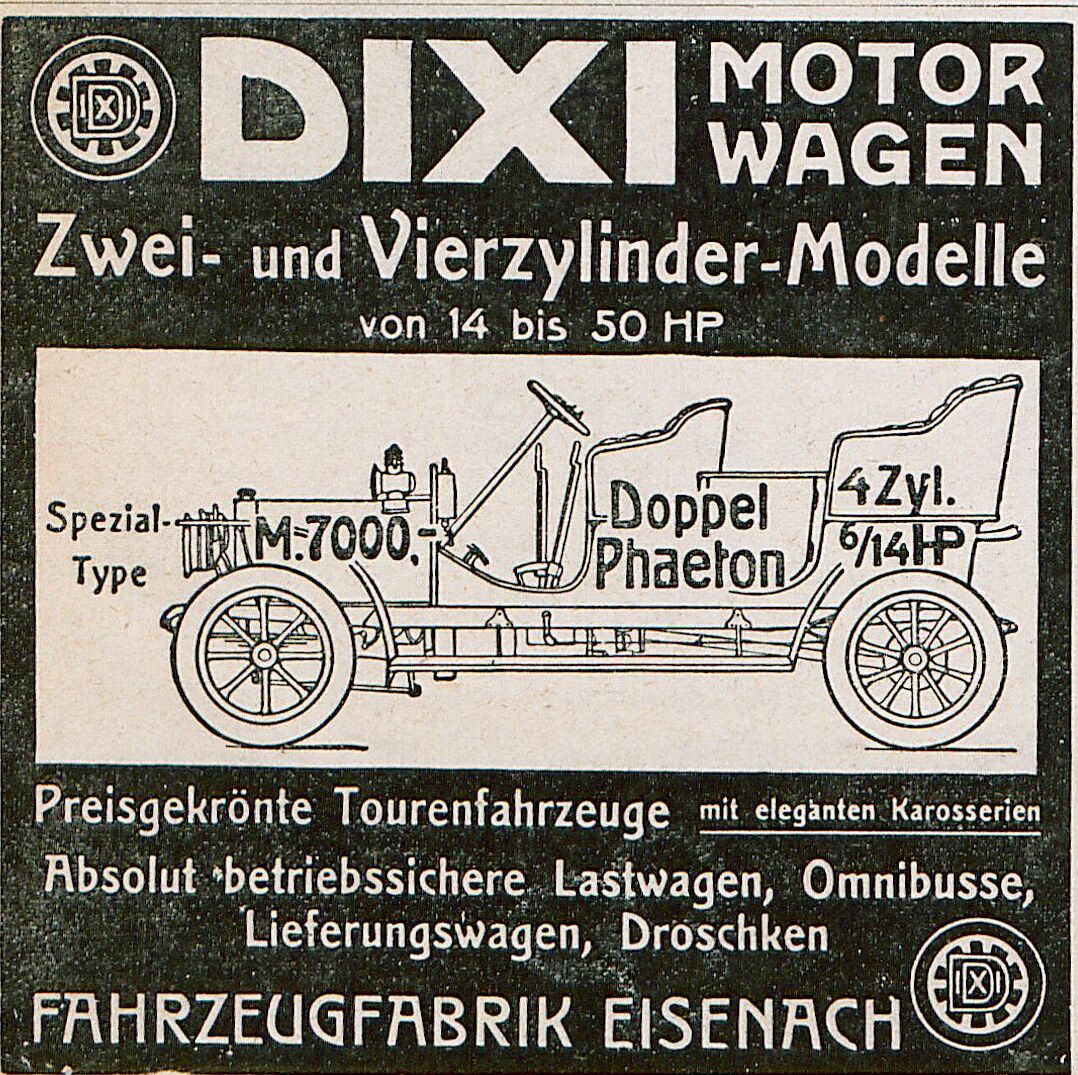 DIXI MOTOR
WAGEN
Zwei- und Vierzylinder-Modelle
von 14 bis 50 HP
Spezial-
Type
M.7000.-
Doppel
Phaeton
4 Zyl.
6/14 HP
Preisgekrönte Tourenfahrzeuge mit eleganten Karosserien
Absolut betriebssichere Lastwagen, Omnibusse,
Lieferungswagen, Droschken
FAHRZEUGFABRIK EISENACH
DIXI